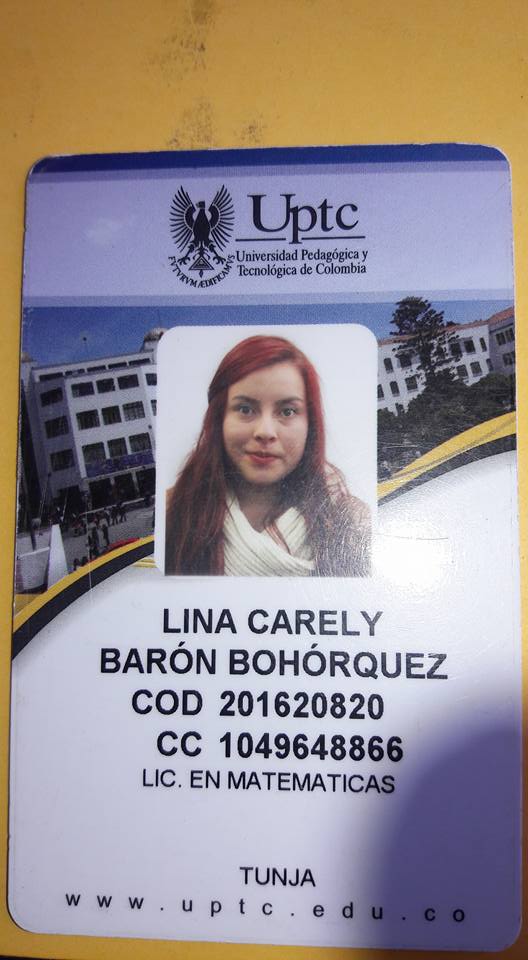 Uptc
Universidad Pedagógica y
Tecnológica de Colombia
FVTVRVM ÆDIFICAMVS
LINA CARELY
BARÓN BOHÓRQUEZ
COD 201620820
CC 1049648866
LIC. EN MATEMATICAS
TUNJA
www.uptc.edu.co